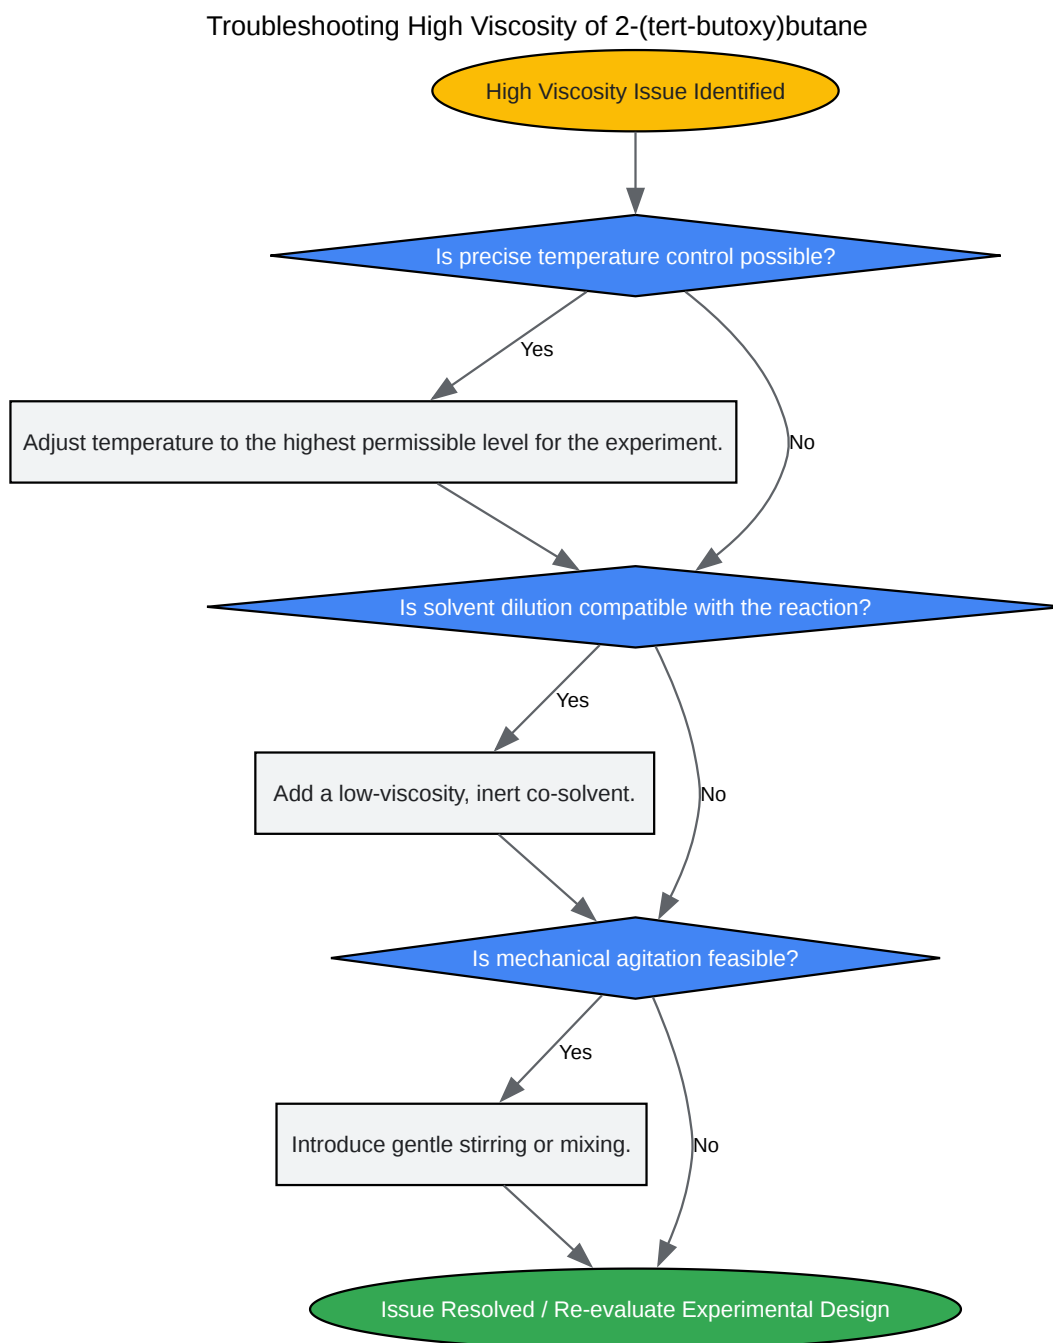 Troubleshooting High Viscosity of 2-(tert-butoxy)butane
High Viscosity Issue Identified
Is precise temperature control possible?
Yes
Adjust temperature to the highest permissible level for the experiment.
No
Is solvent dilution compatible with the reaction?
Yes
Add a low-viscosity, inert co-solvent.
No
Is mechanical agitation feasible?
Yes
Introduce gentle stirring or mixing.
No
Issue Resolved / Re-evaluate Experimental Design